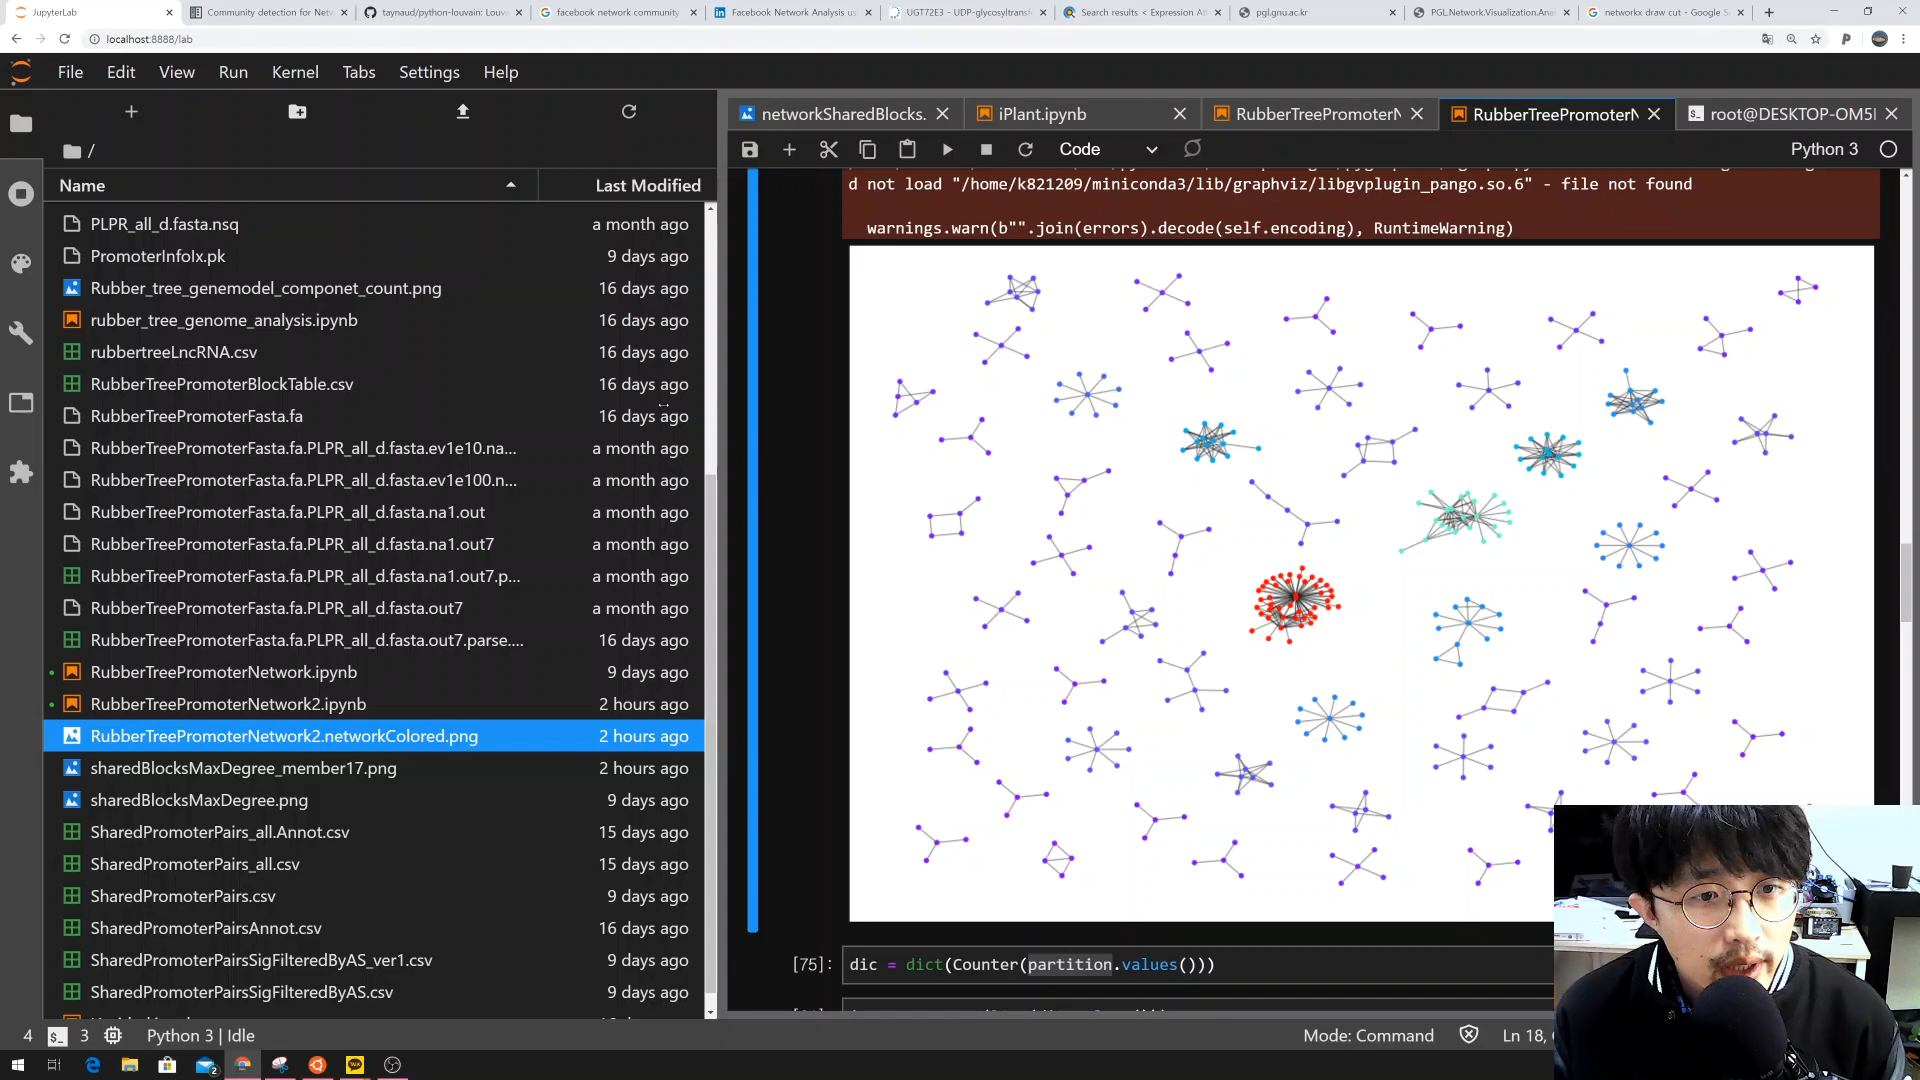 JupyterLab
Community detection for Netw
taynaud/python-louvain: Louva
facebook network community
Facebook Network Analysis us
UGT72E3 - UDP-glycosyltransf
Search results < Expression At
pgl.gnu.ac.kr
PGL.Network.Visualization.Ana
networkx draw cut - Google S
localhost:8888/lab
File Edit View Run Kernel Tabs Settings Help
networkSharedBlocks.
iPlant.ipynb
RubberTreePromoterN
RubberTreePromoterN
root@DESKTOP-OM5I
/
Code
Python 3
Name Last Modified
PLPR_all_d.fasta.nsq a month ago
PromoterInfoIx.pk 9 days ago
Rubber_tree_genemodel_componet_count.png 16 days ago
rubber_tree_genome_analysis.ipynb 16 days ago
rubbertreeLncRNA.csv 16 days ago
RubberTreePromoterBlockTable.csv 16 days ago
RubberTreePromoterFasta.fa 16 days ago
RubberTreePromoterFasta.fa.PLPR_all_d.fasta.ev1e10.na... a month ago
RubberTreePromoterFasta.fa.PLPR_all_d.fasta.ev1e100.n... a month ago
RubberTreePromoterFasta.fa.PLPR_all_d.fasta.na1.out a month ago
RubberTreePromoterFasta.fa.PLPR_all_d.fasta.na1.out7 a month ago
RubberTreePromoterFasta.fa.PLPR_all_d.fasta.na1.out7.p... a month ago
RubberTreePromoterFasta.fa.PLPR_all_d.fasta.out7 a month ago
RubberTreePromoterFasta.fa.PLPR_all_d.fasta.out7.parse.... 16 days ago
RubberTreePromoterNetwork.ipynb 9 days ago
RubberTreePromoterNetwork2.ipynb 2 hours ago
RubberTreePromoterNetwork2.networkColored.png 2 hours ago
sharedBlocksMaxDegree_member17.png 2 hours ago
sharedBlocksMaxDegree.png 9 days ago
SharedPromoterPairs_all.Annot.csv 15 days ago
SharedPromoterPairs_all.csv 15 days ago
SharedPromoterPairs.csv 9 days ago
SharedPromoterPairsAnnot.csv 16 days ago
SharedPromoterPairsSigFilteredByAS_ver1.csv 9 days ago
SharedPromoterPairsSigFilteredByAS.csv 9 days ago
d not load "/home/k821209/miniconda3/lib/graphviz/libgvplugin_pango.so.6" - file not found
warnings.warn(b"".join(errors).decode(self.encoding), RuntimeWarning)
[75]: dic = dict(Counter(partition.values()))
4 3 Python 3 | Idle
Mode: Command Ln 18,
TALK
2